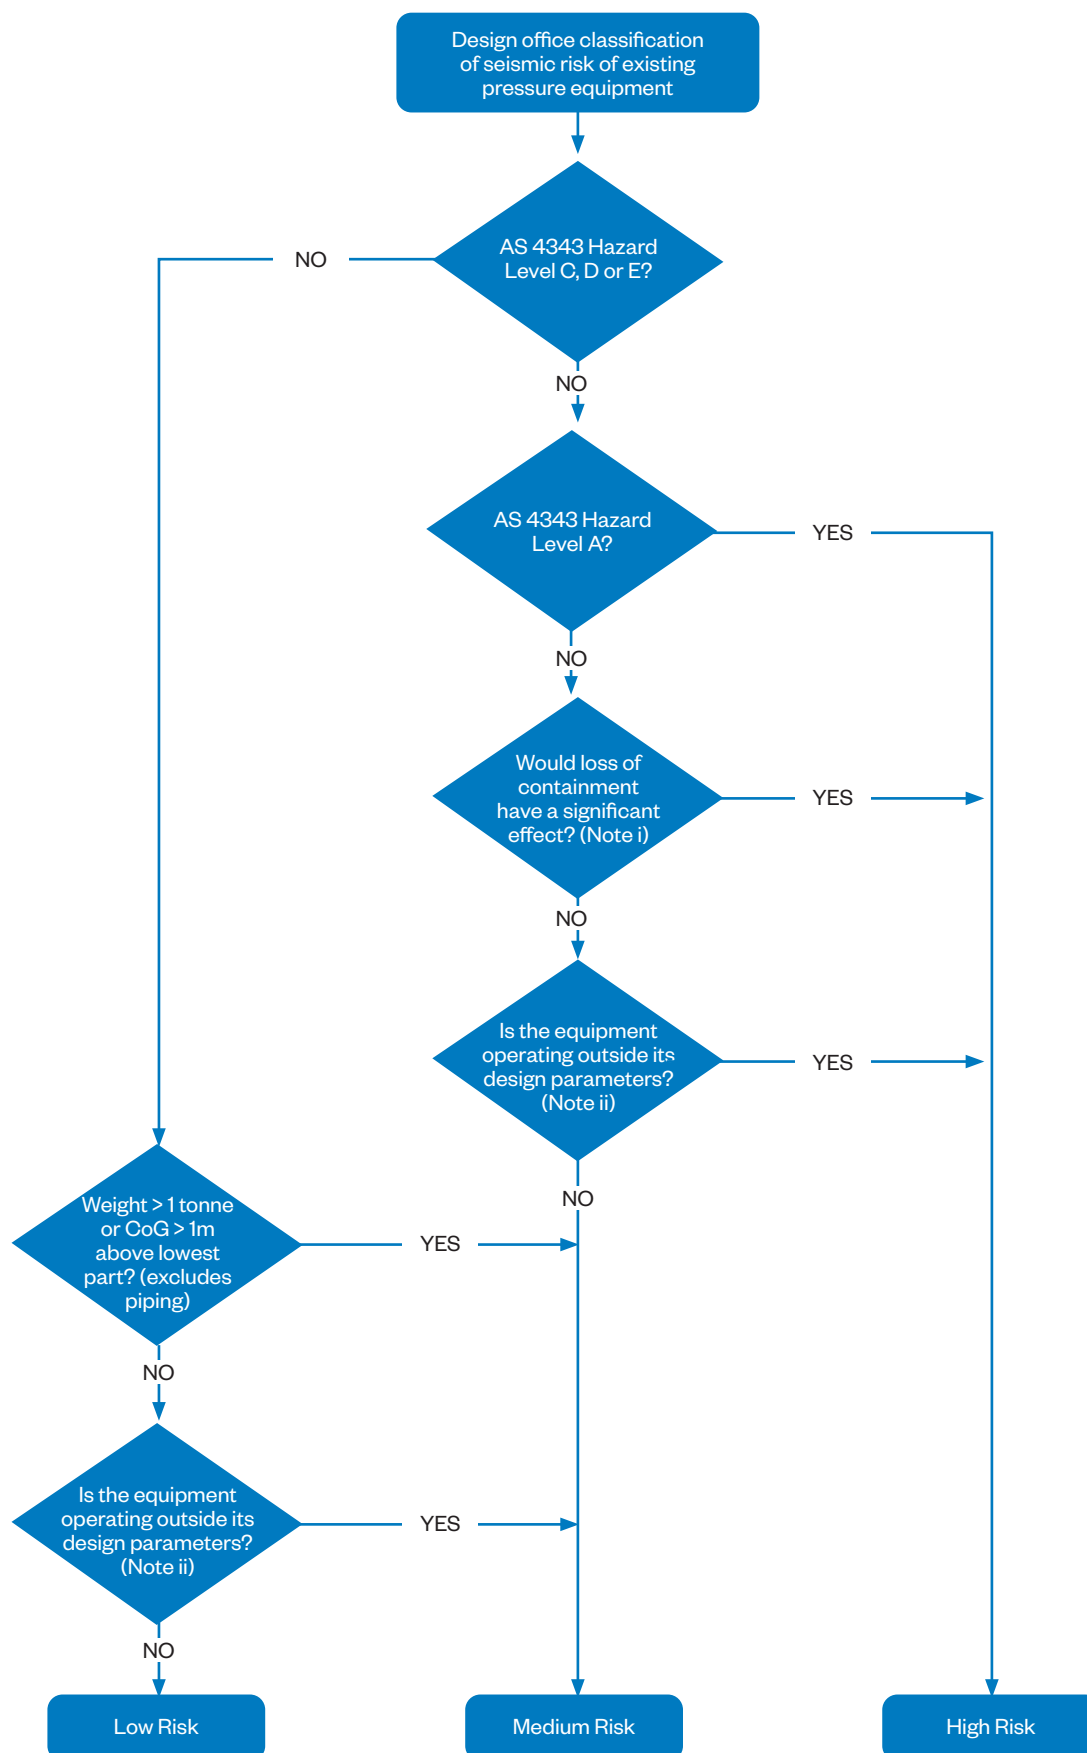 Design office classification
of seismic risk of existing
pressure equipment
AS 4343 Hazard
Level C, D or E?
NO
NO
AS 4343 Hazard
Level A?
YES
NO
Would loss of
containment
have a significant
effect? (Note i)
YES
NO
Is the equipment
operating outside its
design parameters?
(Note ii)
YES
NO
Weight > 1 tonne
or CoG > 1m
above lowest
part? (excludes
piping)
YES
NO
Is the equipment
operating outside its
design parameters?
(Note ii)
YES
NO
Low Risk
Medium Risk
High Risk